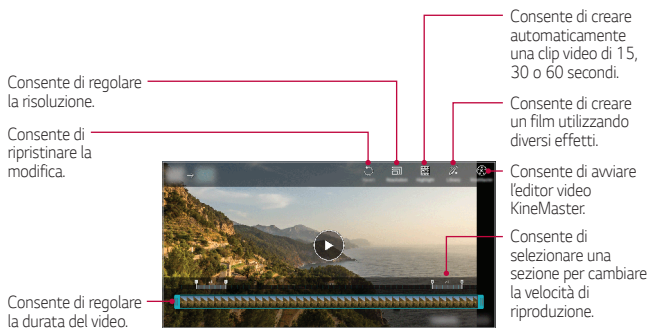 Consente di creare
automaticamente
una clip video di 15,
30 o 60 secondi.
Consente di regolare
la risoluzione.
Consente di creare
un film utilizzando
diversi effetti.
Consente di
ripristinare la
modifica.
Consente di avviare
l'editor video
KineMaster.
Consente di
selezionare una
sezione per cambiare
la velocità di
riproduzione.
Consente di regolare
la durata del video.